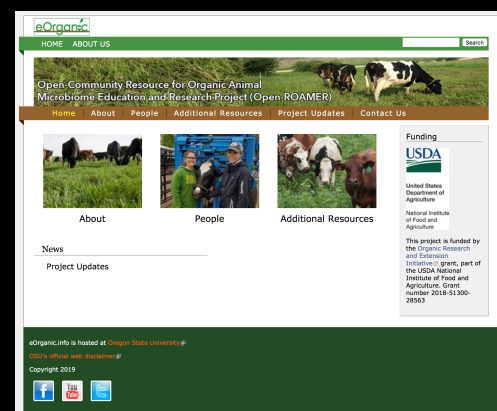 eOrganic
HOME ABOUT US
Search
Open-Community Resource for Organic Animal
Microbiome Education and Research Project (Open-ROAMER)
Home About People Additional Resources Project Updates Contact Us
About
People
Additional Resources
News
Project Updates
Funding
USDA
United States
Department of
Agriculture
National Institute
of Food and
Agriculture
This project is funded by
the Organic Research
and Extension
Initiative grant, part of
the USDA National
Institute of Food and
Agriculture. Grant
number 2018-51300-
28563
eOrganic.info is hosted at Oregon State University
OSU's official web disclaimer
Copyright 2019
f
You
Tube
t